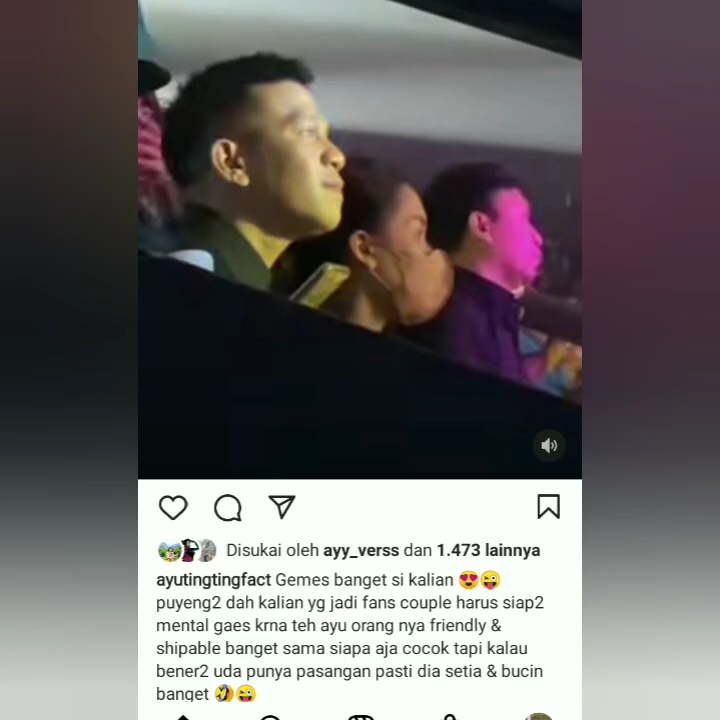 Disukai oleh ayy_verss dan 1.473 lainnya
ayutingtingfact Gemes banget si kalian 😍😜
puyeng2 dah kalian yg jadi fans couple harus siap2
mental gaes krna teh ayu orang nya friendly &
shipable banget sama siapa aja cocok tapi kalau
bener2 uda punya pasangan pasti dia setia & bucin
banget 🤣😜